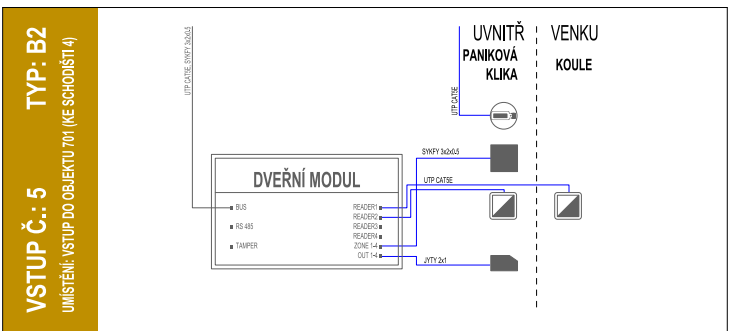 VSTUP Č.: 5 TYP: B2
UMÍSTĚNÍ: VSTUP DO OBJEKTU 701 (KE SCHODIŠTI 4)
UTP CAT5E, SYKFY 3x2x0.5
UVNITŘ
VENKU
PANIKOVÁ
KLIKA
KOULE
UTP CAT5E
SYKFY 3x2x0.5
UTP CAT5E
DVEŘNÍ MODUL
BUS
READER1
READER2
RS 485
READER3
READER4
TAMPER
ZONE 1-4
OUT 1-4
JYTY 2x1